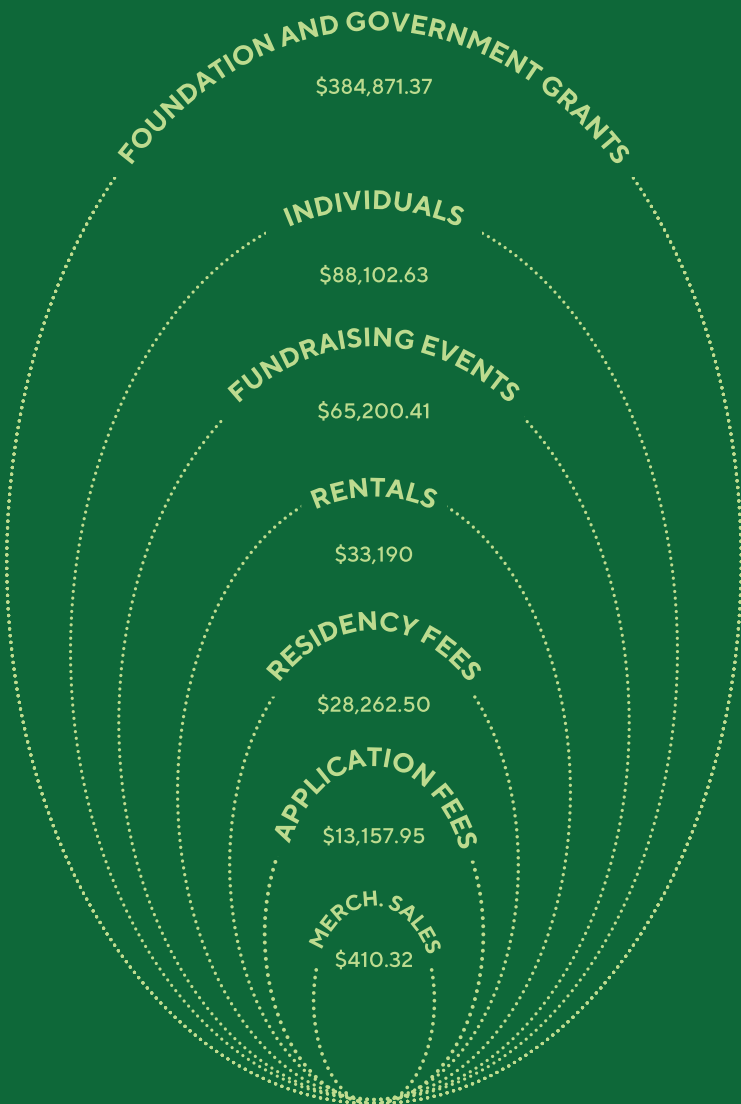 FOUNDATION AND GOVERNMENT GRANTS
$384,871.37
INDIVIDUALS
$88,102.63
FUNDRAISING EVENTS
$65,200.41
RENTALS
$33,190
RESIDENCY FEES
$28,262.50
APPLICATION FEES
$13,157.95
MERCH. SALES
$410.32